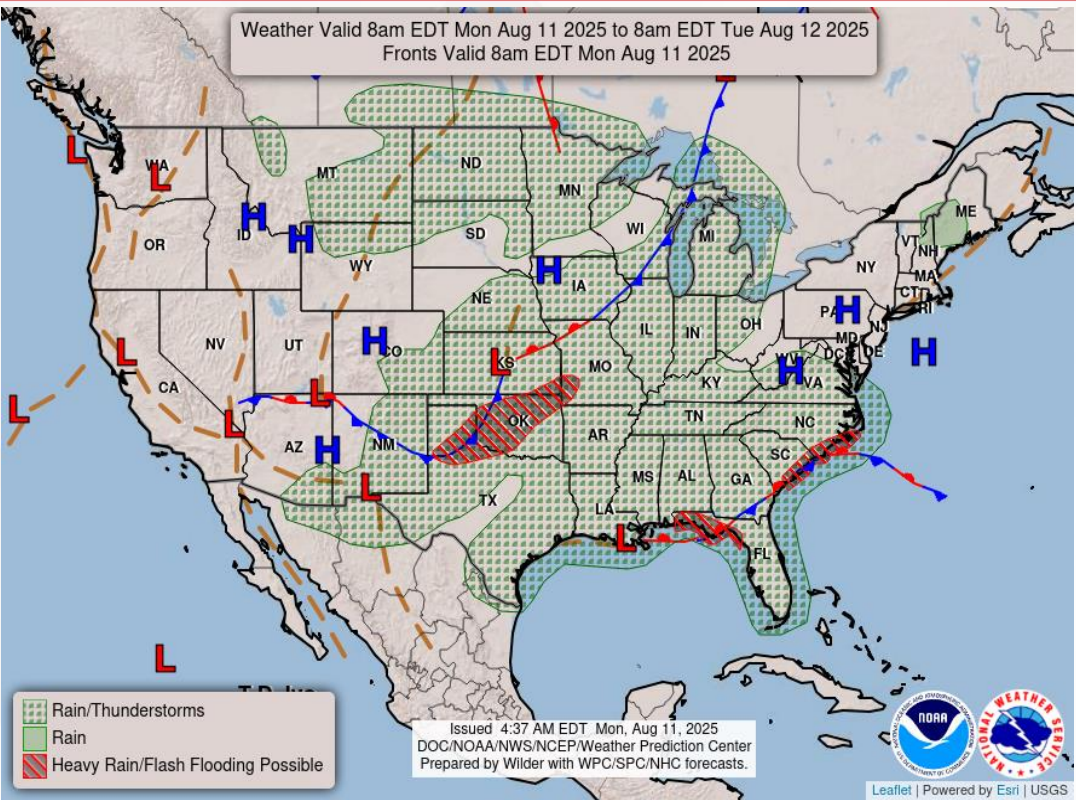 Weather Valid 8am EDT Mon Aug 11 2025 to 8am EDT Tue Aug 12 2025
Fronts Valid 8am EDT Mon Aug 11 2025
L
WA
L
MT
ND
MN
ME
H
ID
H
OR
SD
WI
MI
VT
NH
NY
MA
CT
RI
WY
H
IA
NE
PA
H
NJ
H
NV
UT
H
CO
L
KS
IL
IN
OH
MD
DE
DC
WV
H
VA
L
CA
MO
KY
L
L
L
AZ
H
NM
OK
AR
TN
NC
SC
L
TX
MS
AL
GA
LA
L
FL
L
Rain/Thunderstorms
Rain
Heavy Rain/Flash Flooding Possible
Issued 4:37 AM EDT Mon, Aug 11, 2025
DOC/NOAA/NWS/NCEP/Weather Prediction Center
Prepared by Wilder with WPC/SPC/NHC forecasts.
NOAA
NATIONAL WEATHER SERVICE
Leaflet | Powered by Esri | USGS